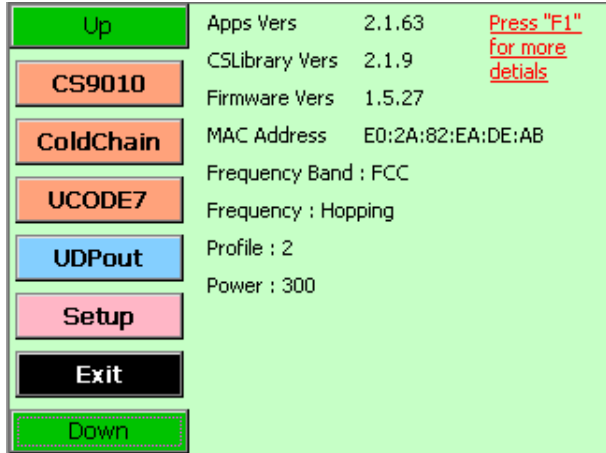 Up
CS9010
ColdChain
UCODE7
UDPout
Setup
Exit
Down
Apps Vers 2.1.63
CSLibrary Vers 2.1.9
Firmware Vers 1.5.27
MAC Address E0:2A:82:EA:DE:AB
Frequency Band : FCC
Frequency : Hopping
Profile : 2
Power : 300
Press "F1"
for more
detials